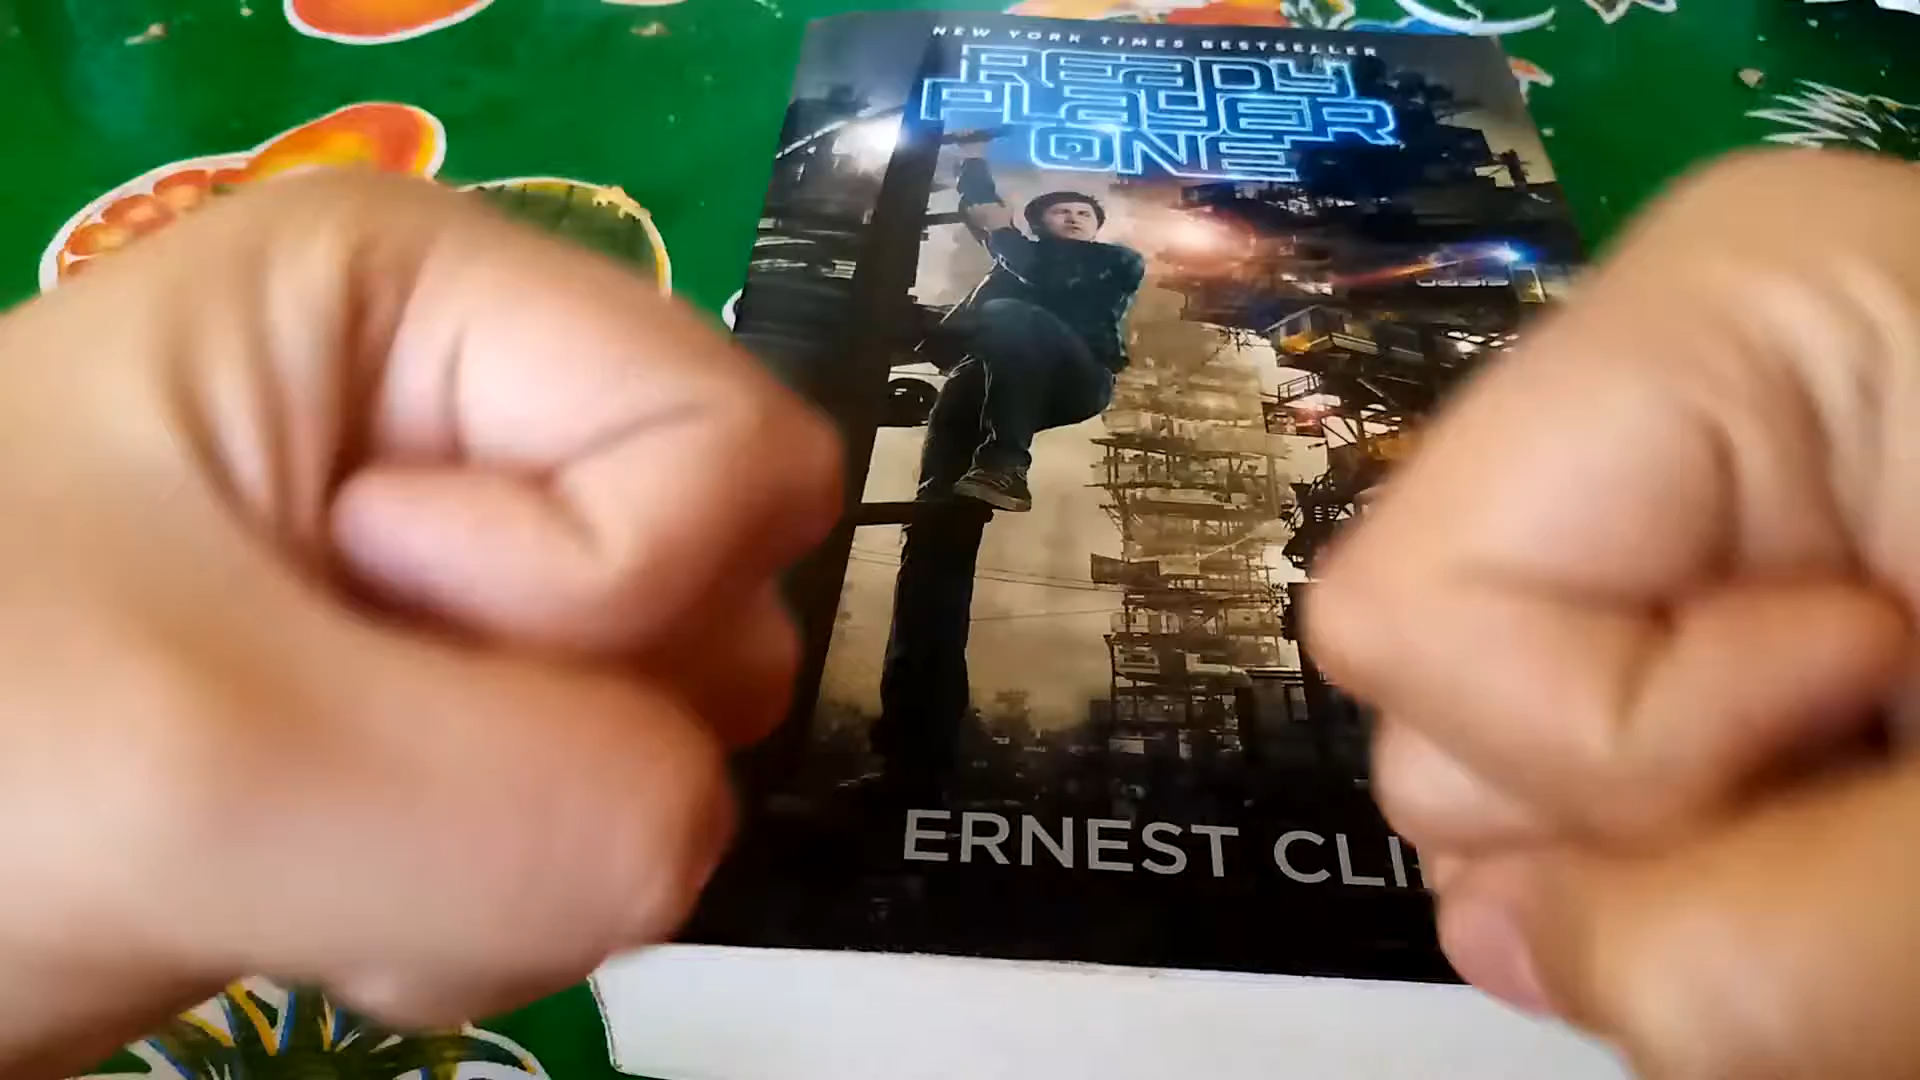 NEW YORK TIMES BESTSELLER
READY
PLAYER
ONE
ERNEST CLI